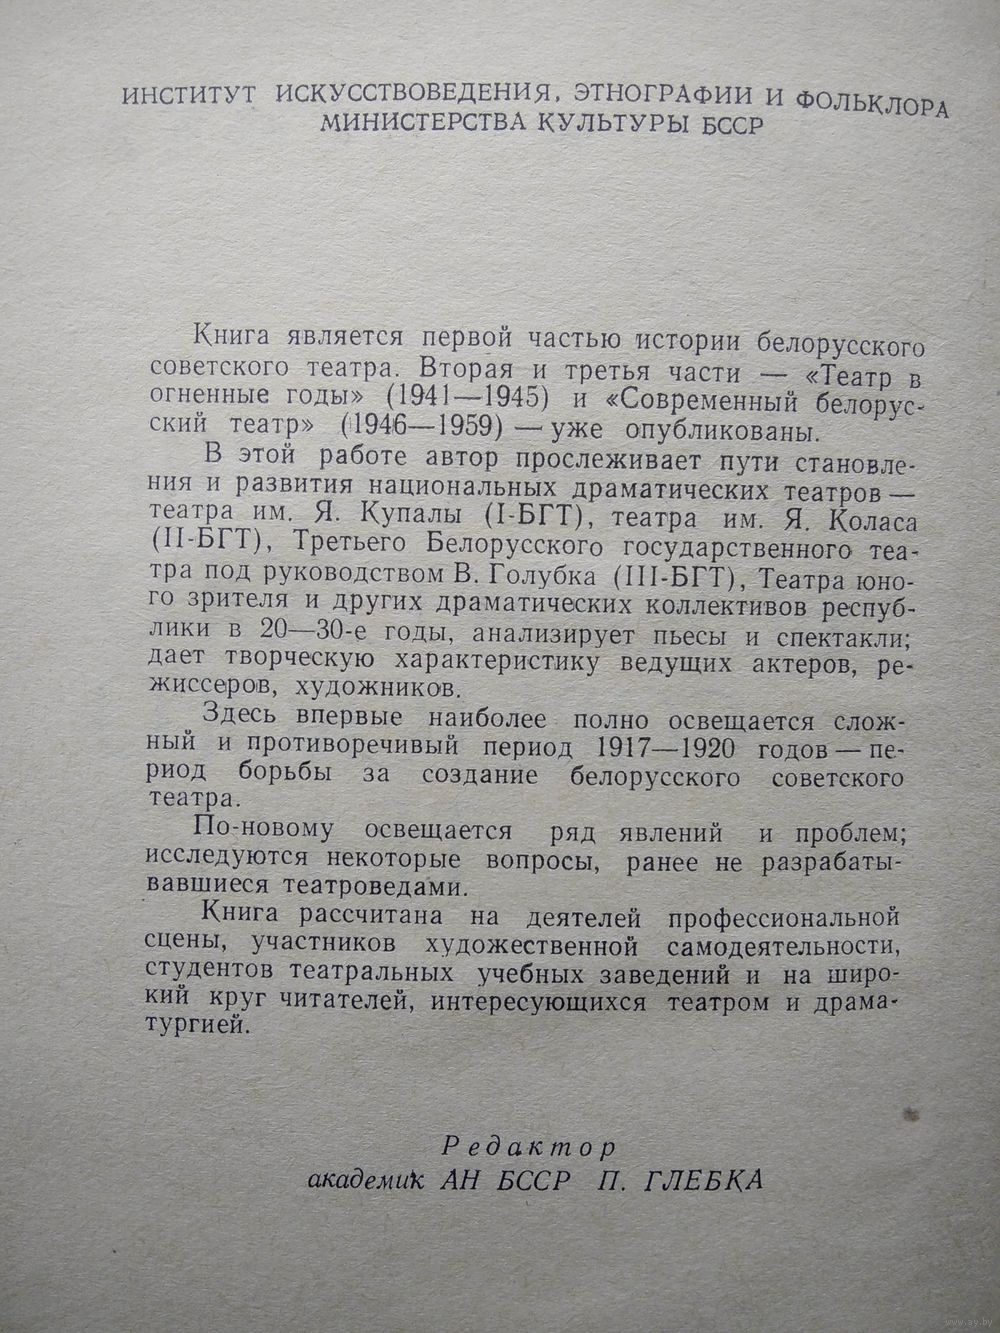 ИНСТИТУТ ИСКУССТВОВЕДЕНИЯ, ЭТНОГРАФИИ И ФОЛЬКЛОРА
МИНИСТЕРСТВА КУЛЬТУРЫ БССР
Книга является первой частью истории белорусского
советского театра. Вторая и третья части — «Театр в
огненные годы» (1941—1945) и «Современный белорус-
ский театр» (1946—1959) — уже опубликованы.
В этой работе автор прослеживает пути становле-
ния и развития национальных драматических театров —
театра им. Я. Купалы (I-БГТ), театра им. Я. Коласа
(II-БГТ), Третьего Белорусского государственного теа-
тра под руководством В. Голубка (III-БГТ), Театра юно-
го зрителя и других драматических коллективов респуб-
лики в 20—30-е годы, анализирует пьесы и спектакли;
дает творческую характеристику ведущих актеров, ре-
жиссеров, художников.
Здесь впервые наиболее полно освещается слож-
ный и противоречивый период 1917—1920 годов — пе-
риод борьбы за создание белорусского советского
театра.
По-новому освещается ряд явлений и проблем;
исследуются некоторые вопросы, ранее не разрабаты-
вавшиеся театроведами.
Книга рассчитана на деятелей профессиональной
сцены, участников художественной самодеятельности,
студентов театральных учебных заведений и на широ-
кий круг читателей, интересующихся театром и драма-
тургией.
Редактор
академик АН БССР П. ГЛЕБКА
www.ay.by